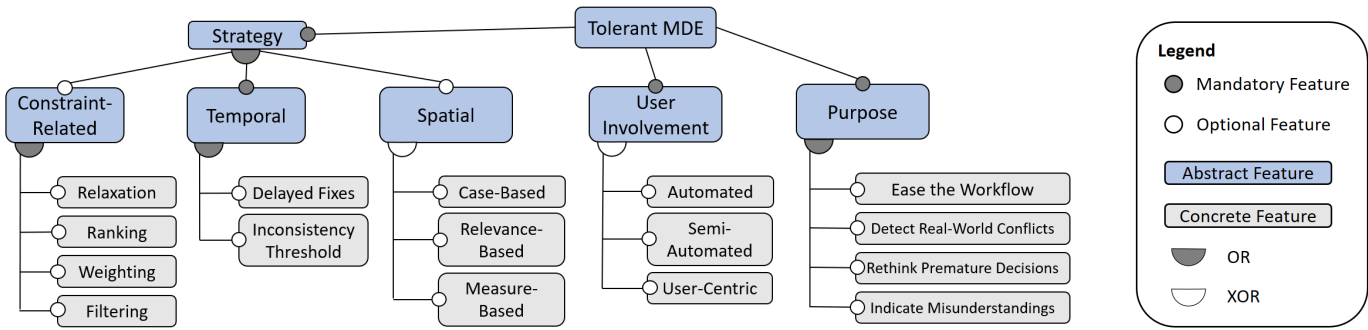 Tolerant MDE
Strategy
Constraint-
Related
Relaxation
Ranking
Weighting
Filtering
Temporal
Delayed Fixes
Inconsistency
Threshold
Spatial
Case-Based
Relevance-
Based
Measure-
Based
User
Involvement
Automated
Semi-
Automated
User-Centric
Purpose
Ease the Workflow
Detect Real-World Conflicts
Rethink Premature Decisions
Indicate Misunderstandings
Legend
Mandatory Feature
Optional Feature
Abstract Feature
Concrete Feature
OR
XOR